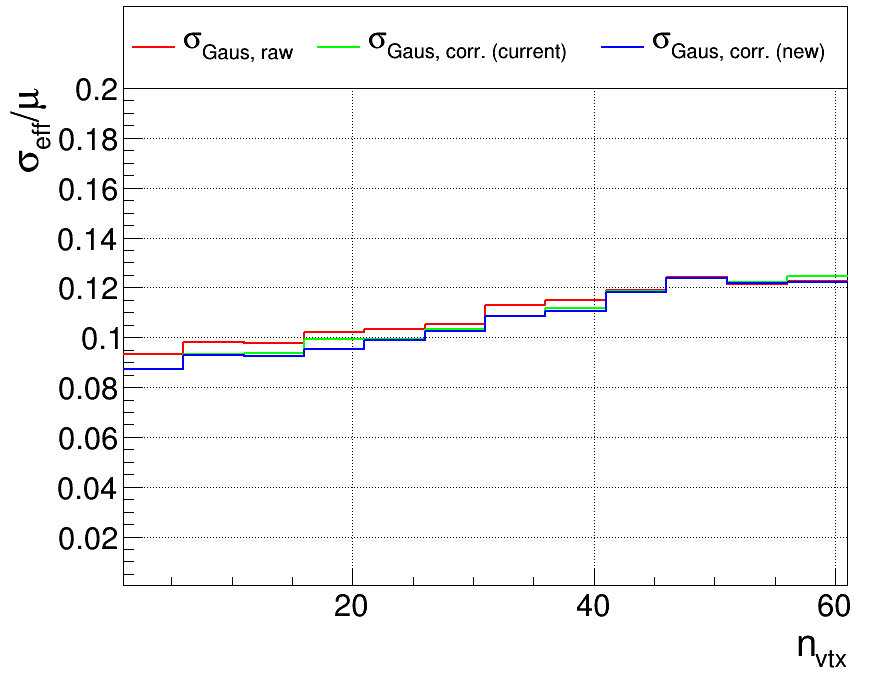 σGaus, raw σGaus, corr. (current) σGaus, corr. (new)
σeff/μ
0.2
0.18
0.16
0.14
0.12
0.1
0.08
0.06
0.04
0.02
20 40 60
nvtx